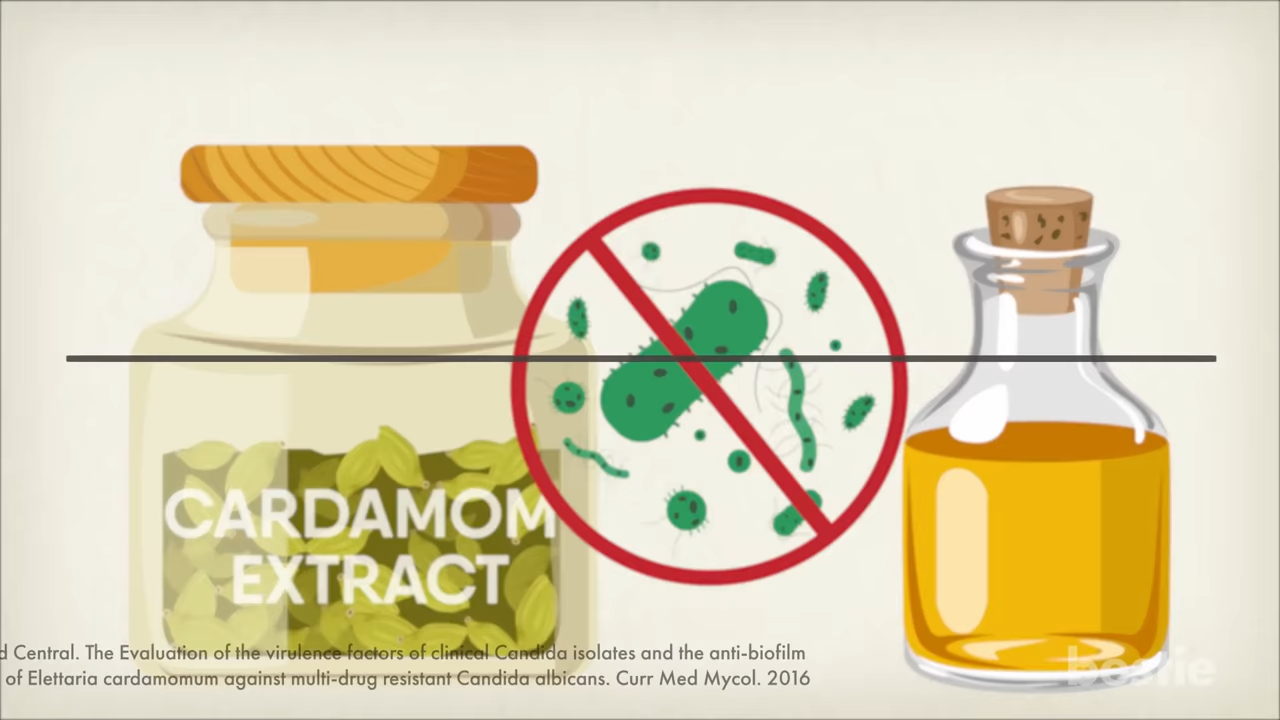 CARDAMOM
EXTRACT
d Central. The Evaluation of the virulence factors of clinical Candida isolates and the anti-biofilm
of Elettaria cardamomum against multi-drug resistant Candida albicans. Curr Med Mycol. 2016
bestie